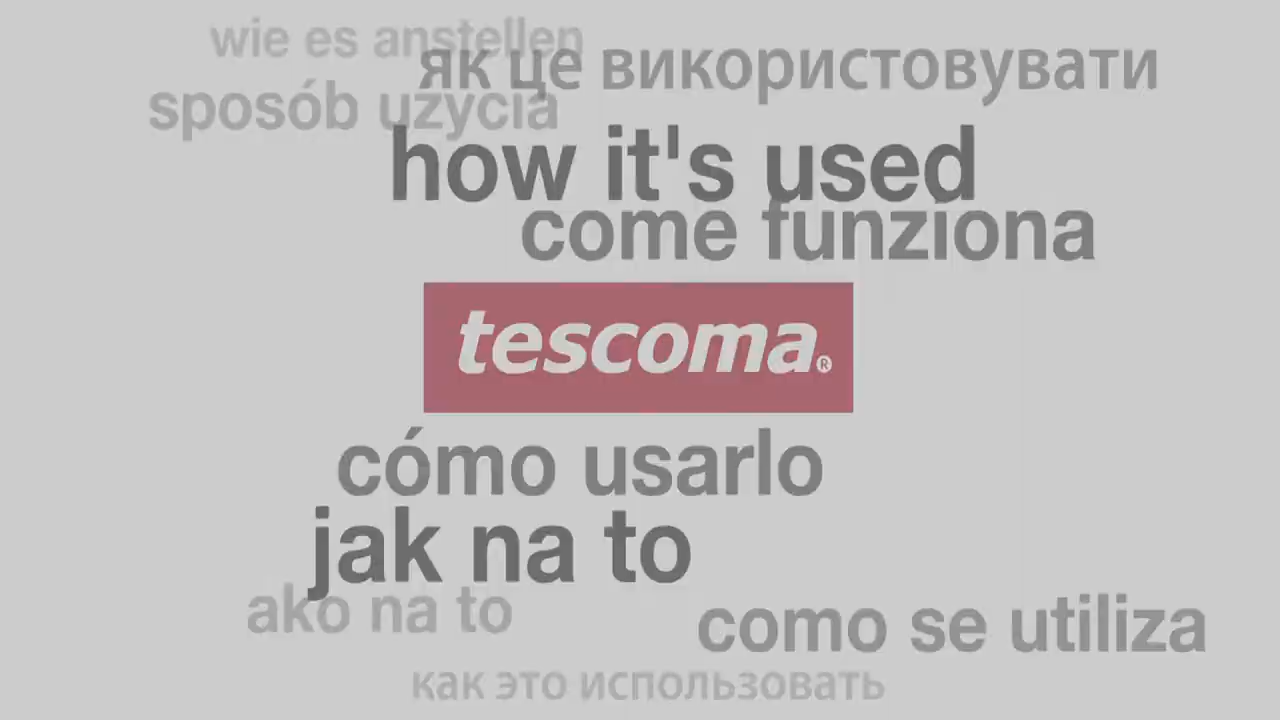 wie es anstellen
як це використовувати
sposób użycia
how it's used
come funziona
tescoma®
cómo usarlo
jak na to
ako na to
como se utiliza
как это использовать